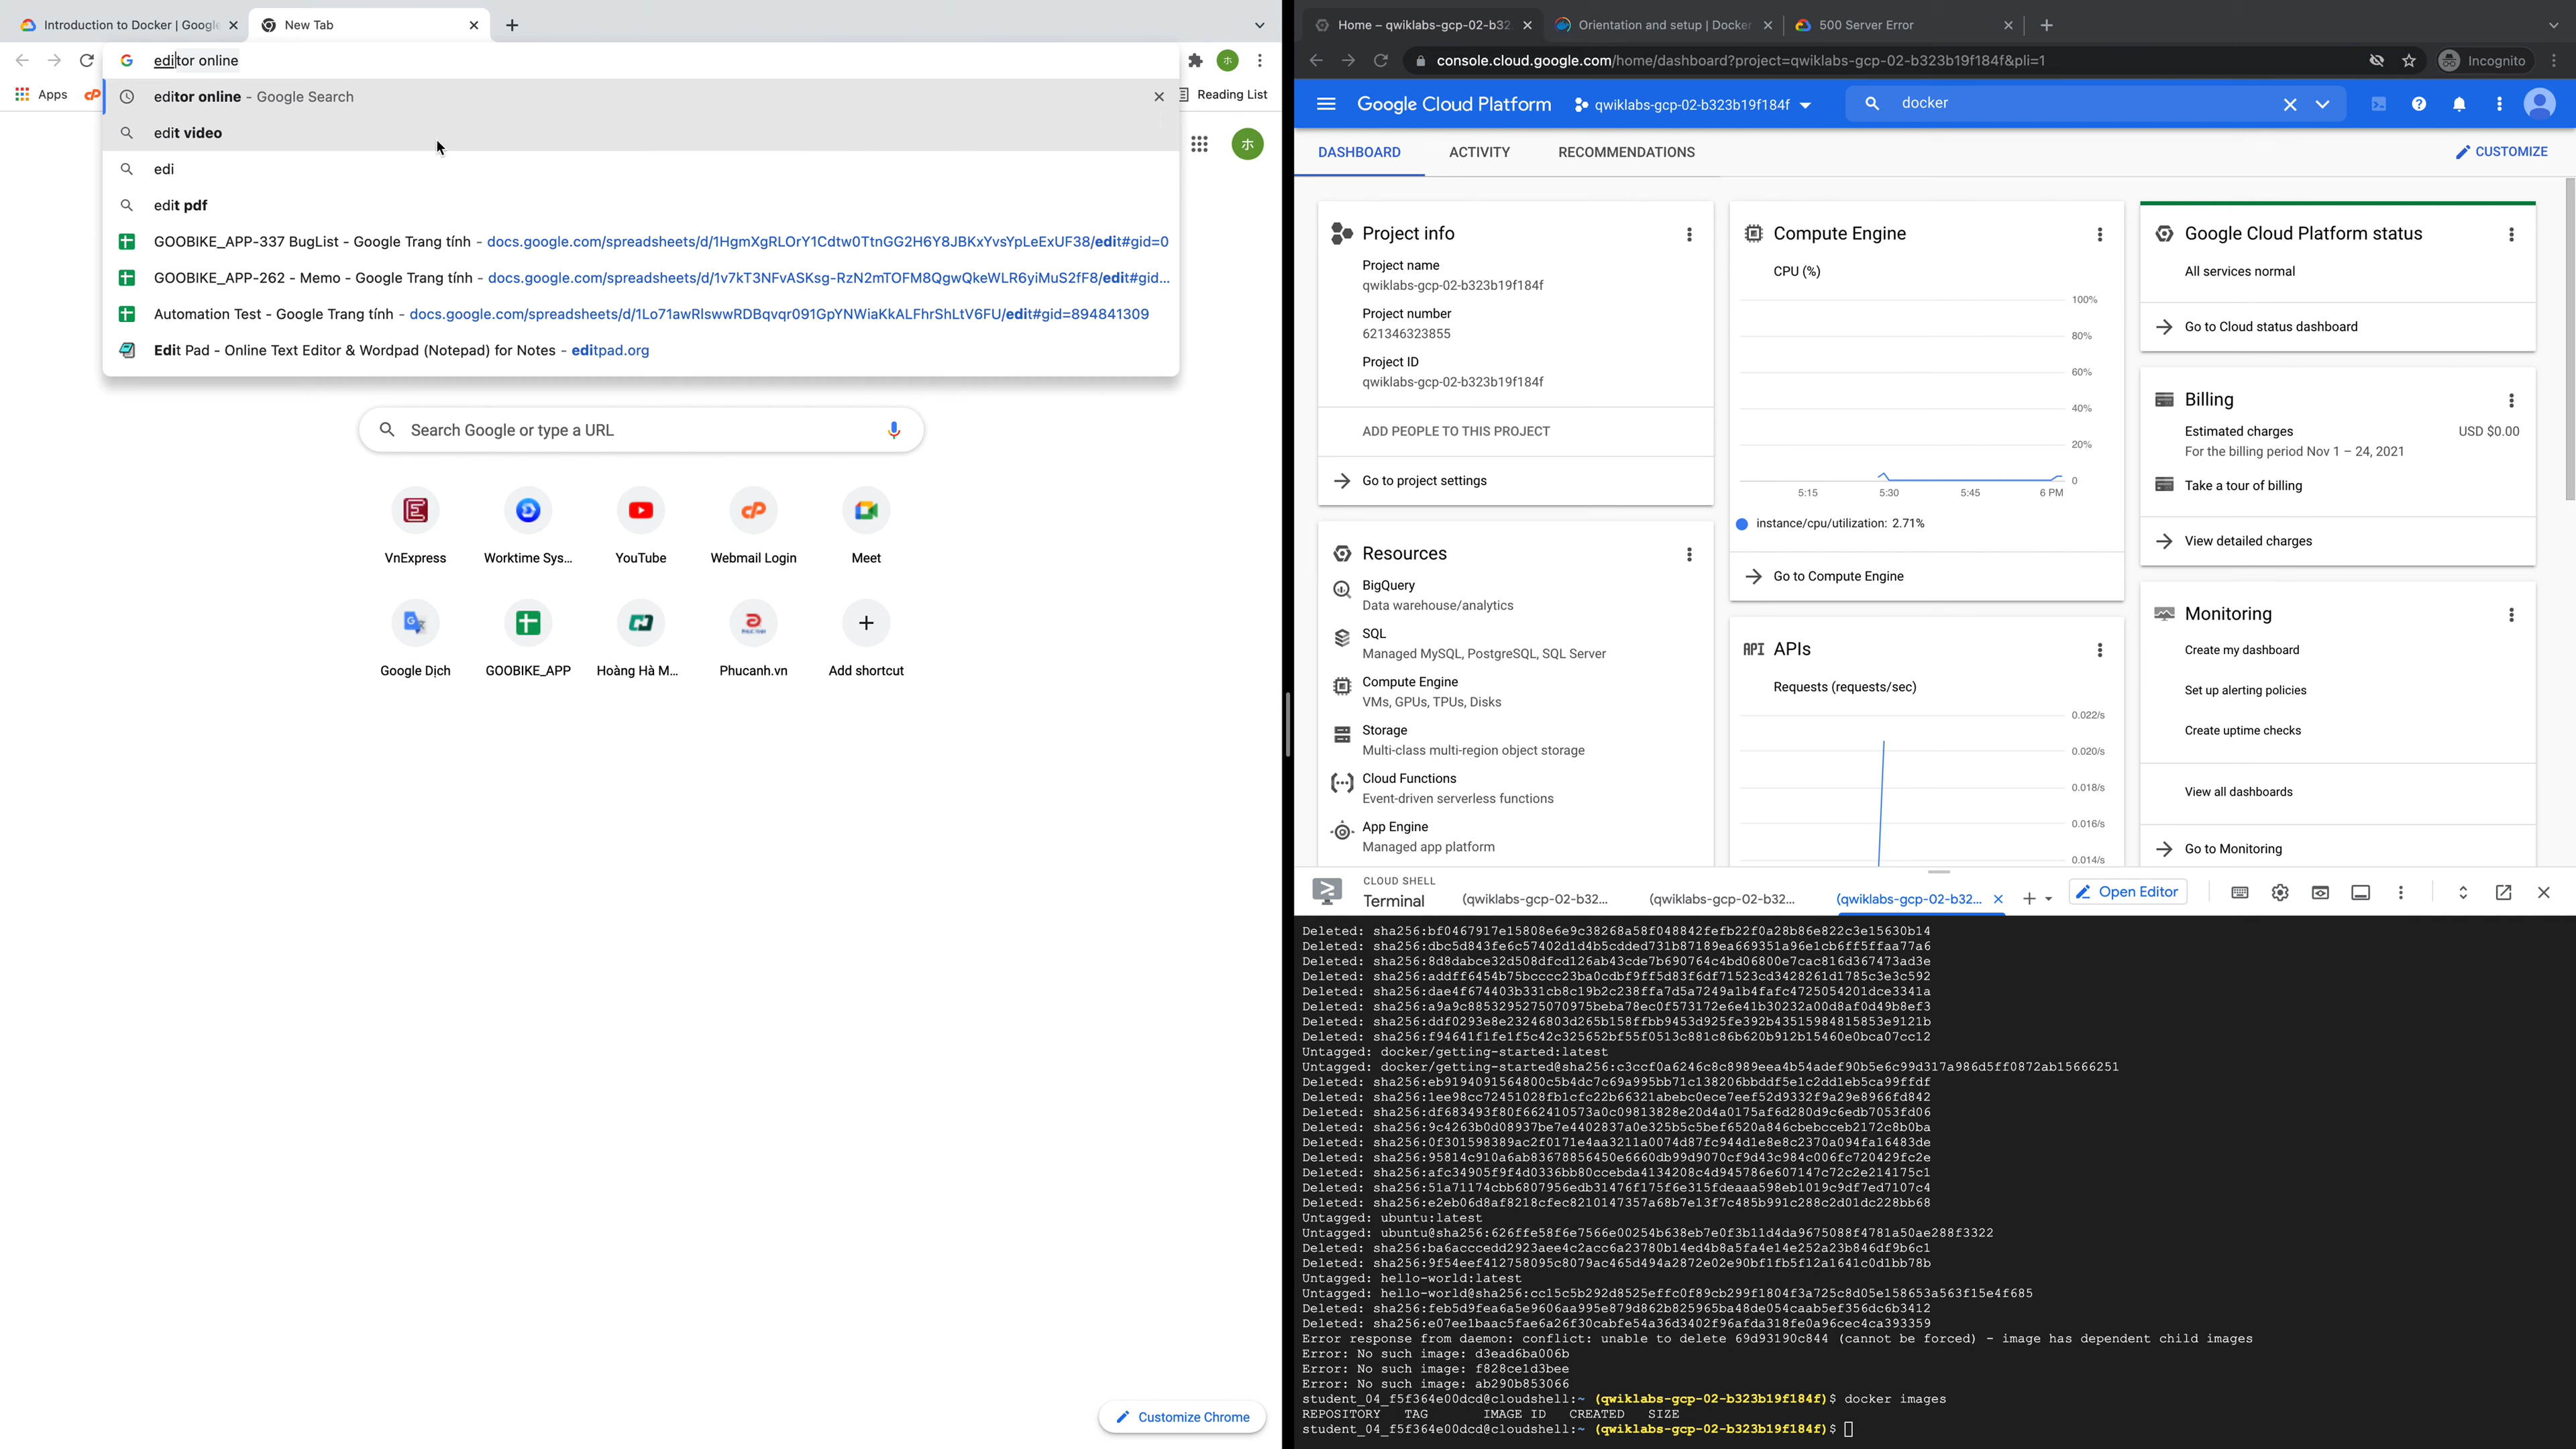 Introduction to Docker | Google
New Tab
editor online
editor online - Google Search
edit video
edi
edit pdf
GOOBIKE_APP-337 BugList - Google Trang tính - docs.google.com/spreadsheets/d/1HgmXgRLOrY1Cdtw0TtnGG2H6Y8JBKxYvsYpLeExUF38/edit#gid=0
GOOBIKE_APP-262 - Memo - Google Trang tính - docs.google.com/spreadsheets/d/1v7kT3NFvASKsg-RzN2mTOFM8QgwQkeWLR6yiMuS2fF8/edit#gid...
Automation Test - Google Trang tính - docs.google.com/spreadsheets/d/1Lo71awRlswwRDBqvqr091GpYNWiaKkALFhrShLtV6FU/edit#gid=894841309
Edit Pad - Online Text Editor & Wordpad (Notepad) for Notes - editpad.org
Apps
Reading List
ホ
ホ
Search Google or type a URL
VnExpress
Worktime Sys...
YouTube
Webmail Login
Meet
Google Dịch
GOOBIKE_APP
Hoàng Hà M...
Phucanh.vn
Add shortcut
Customize Chrome
Home – qwiklabs-gcp-02-b32
Orientation and setup | Docker
500 Server Error
console.cloud.google.com/home/dashboard?project=qwiklabs-gcp-02-b323b19f184f&pli=1
Incognito
Google Cloud Platform
qwiklabs-gcp-02-b323b19f184f
docker
DASHBOARD
ACTIVITY
RECOMMENDATIONS
CUSTOMIZE
Project info
Project name
qwiklabs-gcp-02-b323b19f184f
Project number
621346323855
Project ID
qwiklabs-gcp-02-b323b19f184f
ADD PEOPLE TO THIS PROJECT
Go to project settings
Resources
BigQuery
Data warehouse/analytics
SQL
Managed MySQL, PostgreSQL, SQL Server
Compute Engine
VMs, GPUs, TPUs, Disks
Storage
Multi-class multi-region object storage
Cloud Functions
Event-driven serverless functions
App Engine
Managed app platform
Compute Engine
CPU (%)
100%
80%
60%
40%
20%
0
5:15
5:30
5:45
6 PM
instance/cpu/utilization: 2.71%
Go to Compute Engine
API
APIs
Requests (requests/sec)
0.022/s
0.020/s
0.018/s
0.016/s
0.014/s
Google Cloud Platform status
All services normal
Go to Cloud status dashboard
Billing
Estimated charges
USD $0.00
For the billing period Nov 1 – 24, 2021
Take a tour of billing
View detailed charges
Monitoring
Create my dashboard
Set up alerting policies
Create uptime checks
View all dashboards
Go to Monitoring
CLOUD SHELL
Terminal
(qwiklabs-gcp-02-b32...
(qwiklabs-gcp-02-b32...
(qwiklabs-gcp-02-b32...
Open Editor
Deleted: sha256:bf0467917e15808e6e9c38268a58f048842fefb22f0a28b86e822c3e15630b14
Deleted: sha256:dbc5d843fe6c57402d1d4b5cdded731b87189ea669351a96e1cb6ff5ffaa77a6
Deleted: sha256:8d8dabce32d508dfcd126ab43cde7b690764c4bd06800e7cac816d367473ad3e
Deleted: sha256:addff6454b75bcccc23ba0cdbf9ff5d83f6df71523cd3428261d1785c3e3c592
Deleted: sha256:dae4f674403b331cb8c19b2c238ffa7d5a7249a1b4fafc4725054201dce3341a
Deleted: sha256:a9a9c8853295275070975beba78ec0f573172e6e41b30232a00d8af0d49b8ef3
Deleted: sha256:ddf0293e8e23246803d265b158ffbb9453d925fe392b43515984815853e9121b
Deleted: sha256:f94641f1fe1f5c42c325652bf55f0513c881c86b620b912b15460e0bca07cc12
Untagged: docker/getting-started:latest
Untagged: docker/getting-started@sha256:c3ccf0a6246c8c8989eea4b54adef90b5e6c99d317a986d5ff0872ab15666251
Deleted: sha256:eb9194091564800c5b4dc7c69a995bb71c138206bbddf5e1c2dd1eb5ca99ffdf
Deleted: sha256:1ee98cc72451028fb1cfc22b66321abebc0ece7eef52d9332f9a29e8966fd842
Deleted: sha256:df683493f80f662410573a0c09813828e20d4a0175af6d280d9c6edb7053fd06
Deleted: sha256:9c4263b0d08937be7e4402837a0e325b5c5bef6520a846cbebcceb2172c8b0ba
Deleted: sha256:0f301598389ac2f0171e4aa3211a0074d87fc944d1e8e8c2370a094fa16483de
Deleted: sha256:95814c910a6ab83678856450e6660db99d9070cf9d43c984c006fc720429fc2e
Deleted: sha256:afc34905f9f4d0336bb80ccebda4134208c4d945786e607147c72c2e214175c1
Deleted: sha256:51a71174cbb6807956edb31476f175f6e315fdeaaa598eb1019c9df7ed7107c4
Deleted: sha256:e2eb06d8af8218cfec8210147357a68b7e13f7c485b991c288c2d01dc228bb68
Untagged: ubuntu:latest
Untagged: ubuntu@sha256:626ffe58f6e7566e00254b638eb7e0f3b11d4da9675088f4781a50ae288f3322
Deleted: sha256:ba6acccedd2923aee4c2acc6a23780b14ed4b8a5fa4e14e252a23b846df9b6c1
Deleted: sha256:9f54eef412758095c8079ac465d494a2872e02e90bf1fb5f12a1641c0d1bb78b
Untagged: hello-world:latest
Untagged: hello-world@sha256:cc15c5b292d8525effc0f89cb299f1804f3a725c8d05e158653a563f15e4f685
Deleted: sha256:feb5d9fea6a5e9606aa995e879d862b825965ba48de054caab5ef356dc6b3412
Deleted: sha256:e07ee1baac5fae6a26f30cabfe54a36d3402f96afda318fe0a96cec4ca393359
Error response from daemon: conflict: unable to delete 69d93190c844 (cannot be forced) - image has dependent child images
Error: No such image: d3ead6ba006b
Error: No such image: f828ce1d3bee
Error: No such image: ab290b853066
student_04_f5f364e00dcd@cloudshell:~ (qwiklabs-gcp-02-b323b19f184f)$ docker images
REPOSITORY TAG IMAGE ID CREATED SIZE
student_04_f5f364e00dcd@cloudshell:~ (qwiklabs-gcp-02-b323b19f184f)$